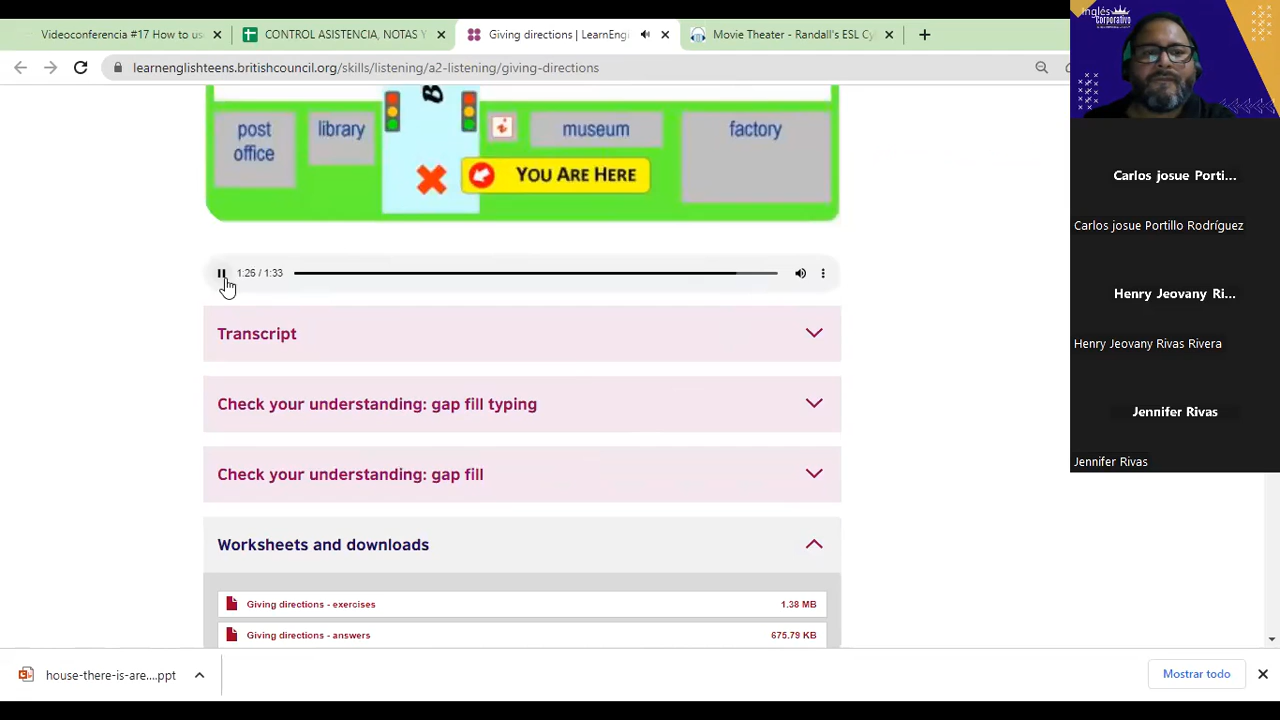 Videoconferencia #17 How to us
CONTROL ASISTENCIA, NOTAS Y
Giving directions | LearnEng
Movie Theater - Randall's ESL Cy
learnenglishteens.britishcouncil.org/skills/listening/a2-listening/giving-directions
Inglés
Corporativo
B
post
office
library
i
museum
factory
YOU ARE HERE
1:26 / 1:33
Transcript
Check your understanding: gap fill typing
Check your understanding: gap fill
Worksheets and downloads
Giving directions - exercises 1.38 MB
Giving directions - answers 675.79 KB
Carlos josue Porti...
Carlos josue Portillo Rodríguez
Henry Jeovany Ri...
Henry Jeovany Rivas Rivera
Jennifer Rivas
Jennifer Rivas
house-there-is-are....ppt
Mostrar todo